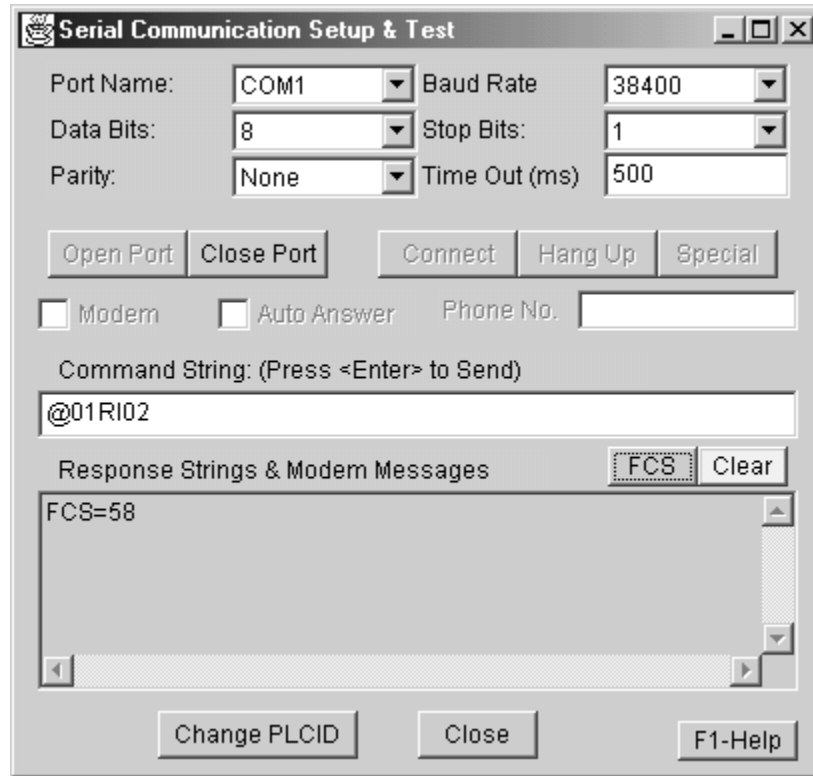 Serial Communication Setup & Test
Port Name: COM1 Baud Rate 38400
Data Bits: 8 Stop Bits: 1
Parity: None Time Out (ms) 500
Open Port Close Port Connect Hang Up Special
Modem Auto Answer Phone No.
Command String: (Press <Enter> to Send)
@01RI02
Response Strings & Modem Messages FCS Clear
FCS=58
Change PLCID Close F1-Help